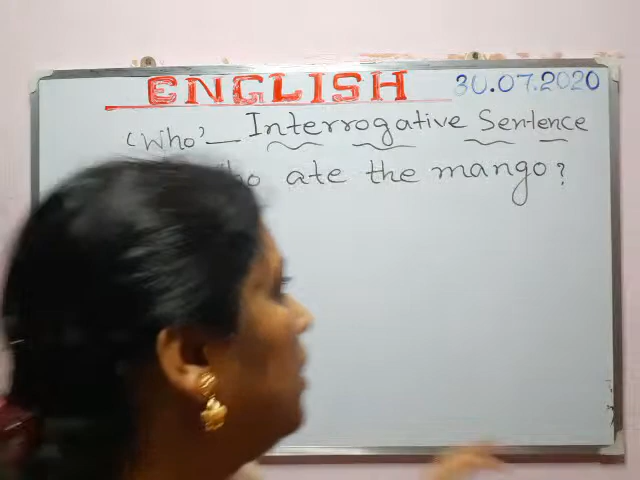 ENGLISH 30.07.2020
'Who' — Interrogative Sentence
ate the mango?